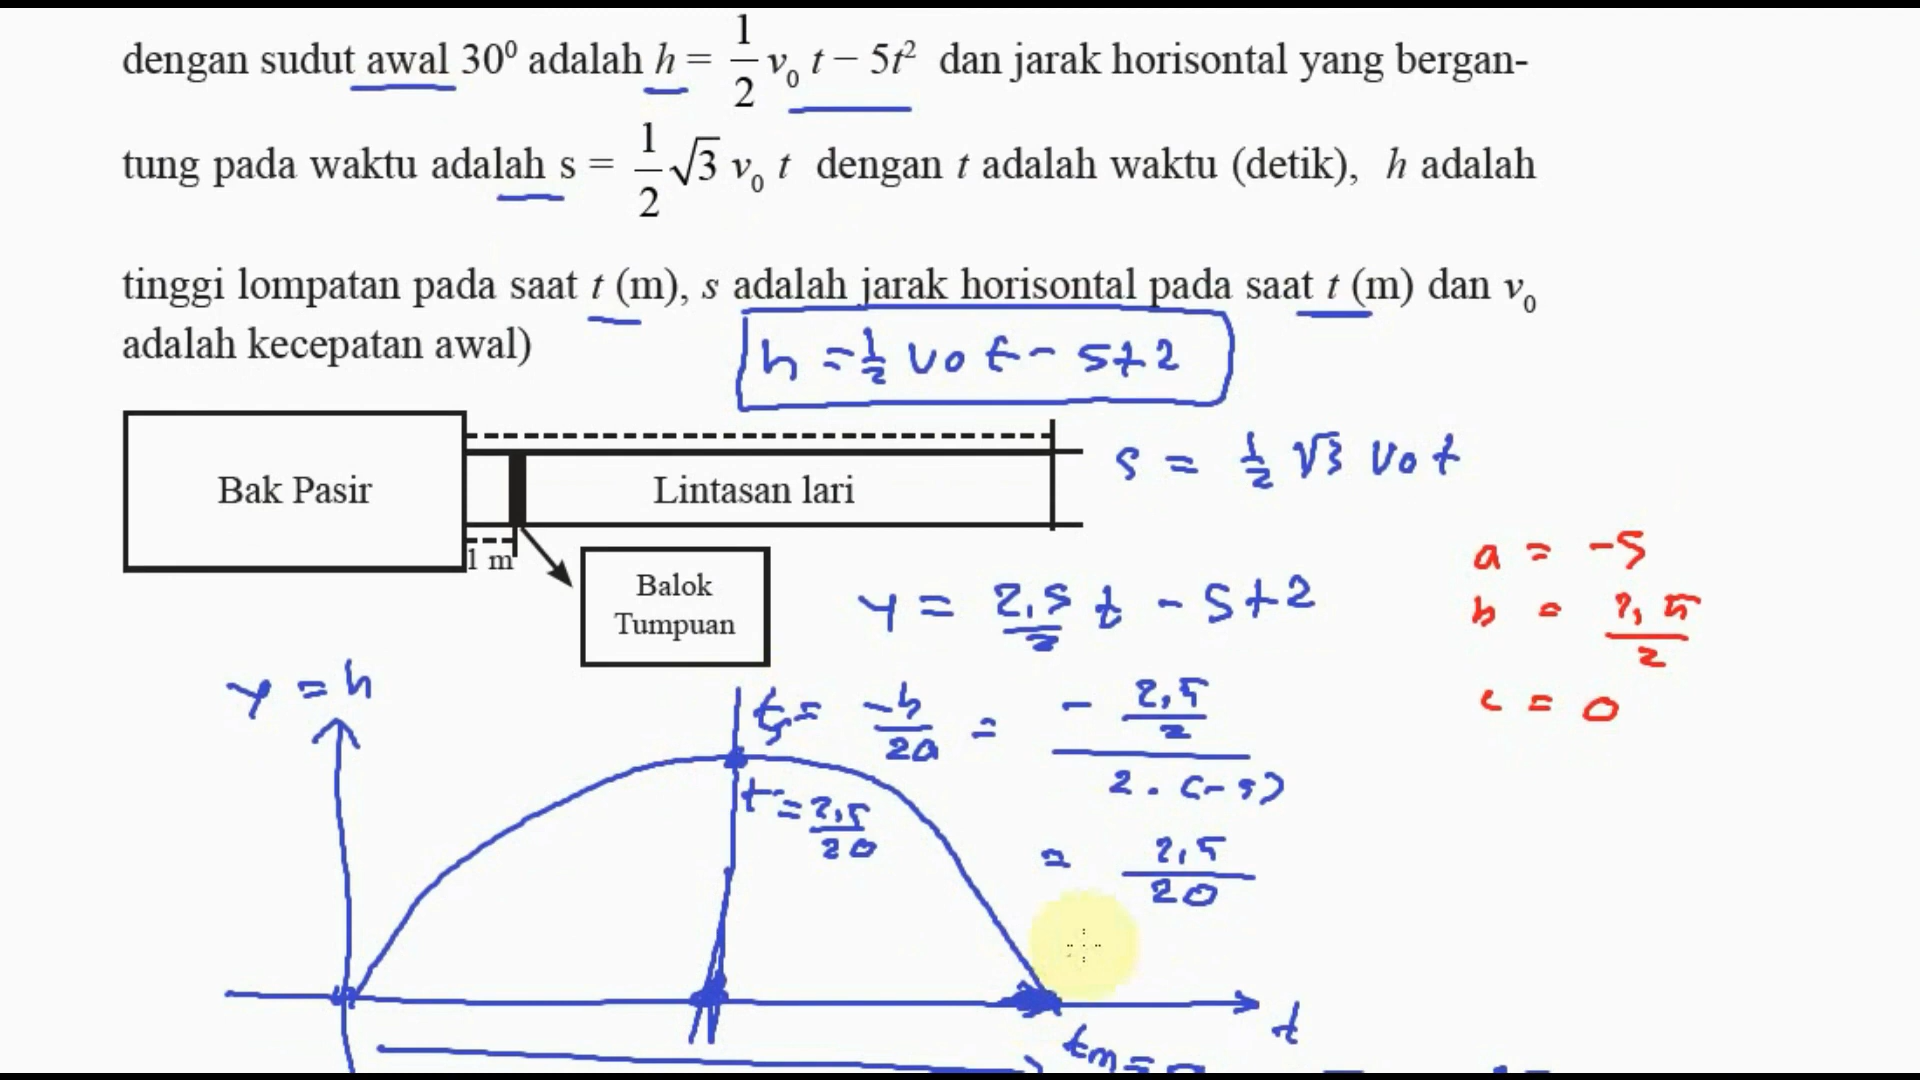 dengan sudut awal 30⁰ adalah h = 1/2 v₀ t − 5t² dan jarak horisontal yang bergan-
tung pada waktu adalah s = 1/2 √3 v₀ t dengan t adalah waktu (detik), h adalah
tinggi lompatan pada saat t (m), s adalah jarak horisontal pada saat t (m) dan v₀
adalah kecepatan awal)
h = 1/2 v0 t − 5t2
Bak Pasir
Lintasan lari
s = 1/2 √3 v0 t
1 m
Balok
Tumpuan
y = 2,5/2 t − 5t2
a = −5
b = 2,5/2
c = 0
y = h
ts = −b/2a = − 2,5/2 / 2 . (−5)
t = 2,5/20
= 2,5/20
t
tm =